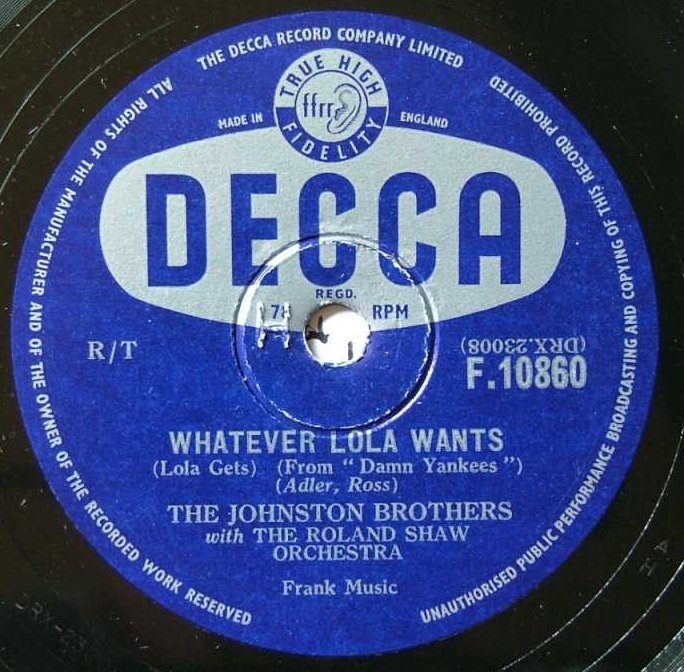 THE DECCA RECORD COMPANY LIMITED
ALL RIGHTS OF THE MANUFACTURER AND OF THE OWNER OF THE RECORDED WORK RESERVED
UNAUTHORISED PUBLIC PERFORMANCE BROADCASTING AND COPYING OF THIS RECORD PROHIBITED
TRUE HIGH
ffrr
FIDELITY
MADE IN ENGLAND
DECCA
REGD.
78 RPM
H
R/T
(DRX.23008)
F.10860
WHATEVER LOLA WANTS
(Lola Gets) (From "Damn Yankees")
(Adler, Ross)
THE JOHNSTON BROTHERS
with THE ROLAND SHAW
ORCHESTRA
Frank Music